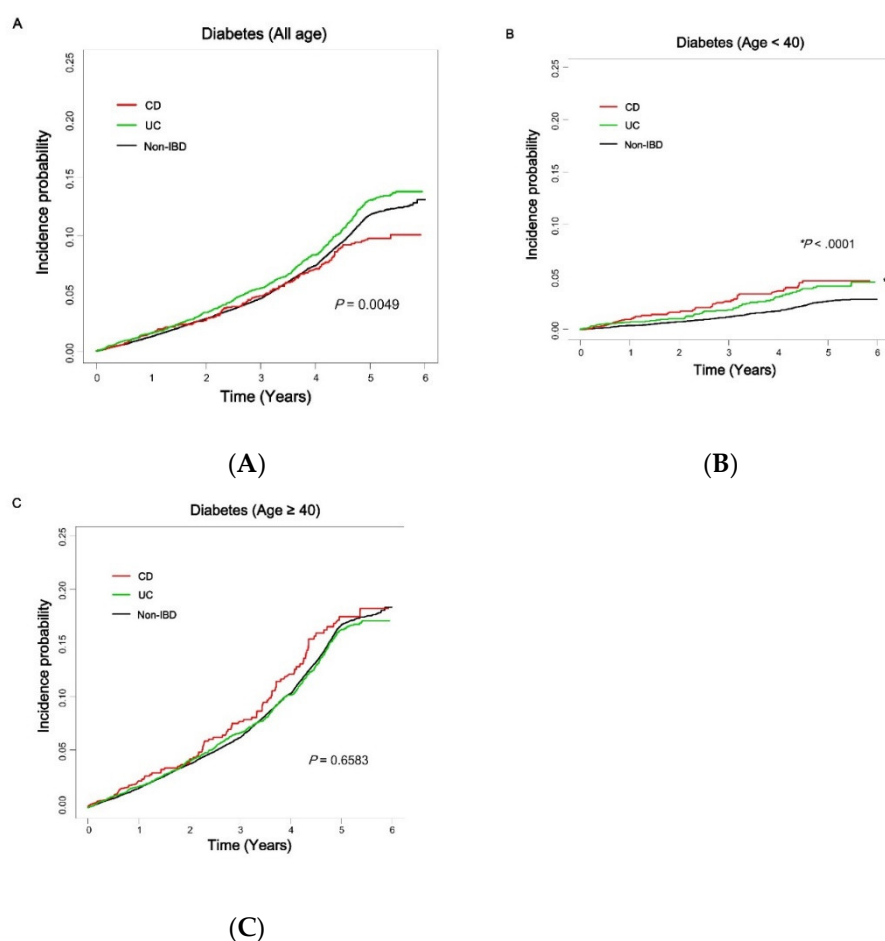 A
Diabetes (All age)
0.25
0.20
0.15
0.10
0.05
0.00
Incidence probability
CD
UC
Non-IBD
P = 0.0049
0 1 2 3 4 5 6
Time (Years)
(A)
B
Diabetes (Age < 40)
0.25
0.20
0.15
0.10
0.05
0.00
Incidence probability
CD
UC
Non-IBD
*P < .0001
*
0 1 2 3 4 5 6
Time (Years)
(B)
C
Diabetes (Age ≥ 40)
0.25
0.20
0.15
0.10
0.05
0.00
Incidence probability
CD
UC
Non-IBD
P = 0.6583
0 1 2 3 4 5 6
Time (Years)
(C)